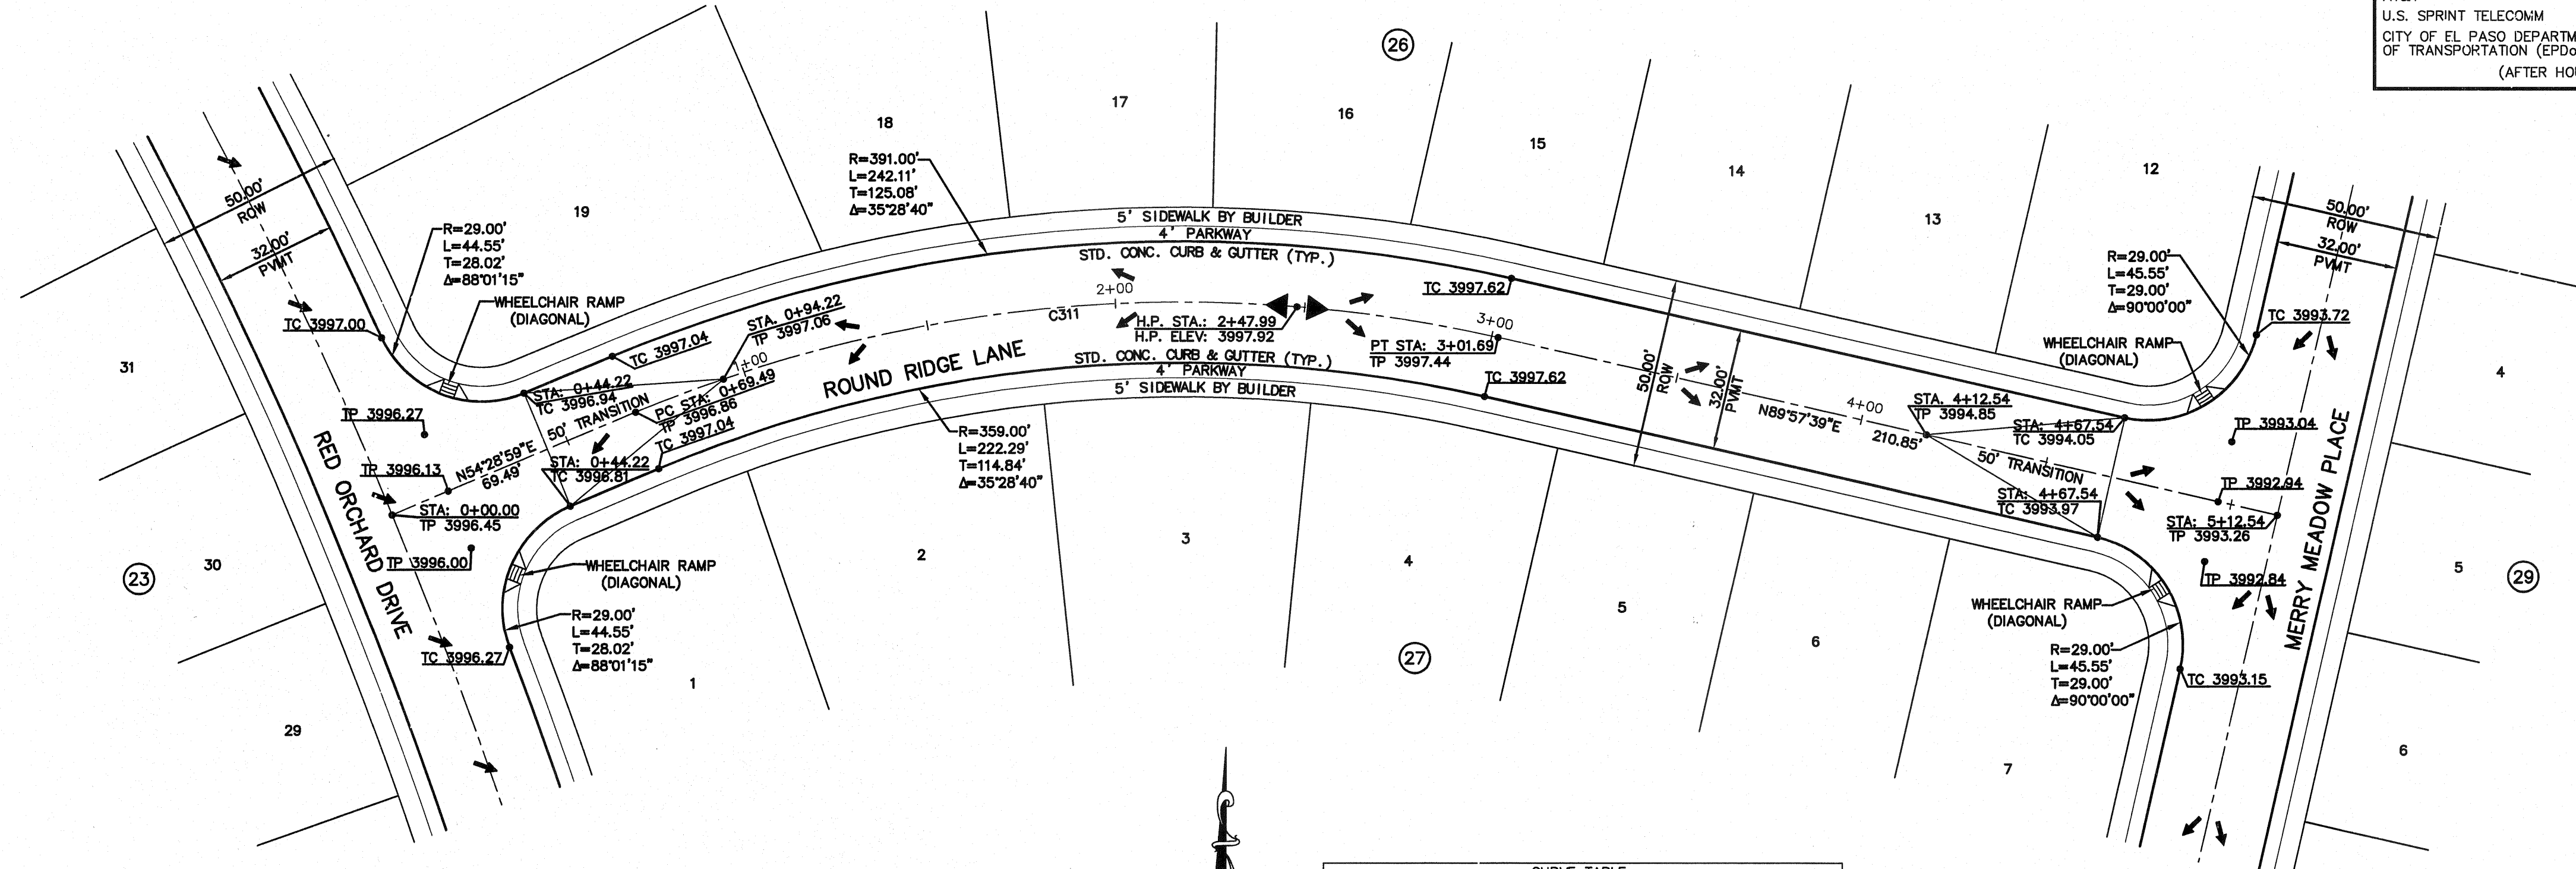 U.S. SPRINT TELECOMM
CITY OF EL PASO DEPARTM
OF TRANSPORTATION (EPDo
(AFTER HOU
26
17
16
18
15
14
13
12
19
R=391.00'
L=242.11'
T=125.08'
Δ=35°28'40"
50.00'
ROW
32.00'
PVMT
R=29.00'
L=44.55'
T=28.02'
Δ=88°01'15"
WHEELCHAIR RAMP
(DIAGONAL)
TC 3997.00
5' SIDEWALK BY BUILDER
4' PARKWAY
STD. CONC. CURB & GUTTER (TYP.)
2+00
C311
H.P. STA.: 2+47.99
H.P. ELEV: 3997.92
STD. CONC. CURB & GUTTER (TYP.)
4' PARKWAY
5' SIDEWALK BY BUILDER
TC 3997.62
3+00
PT STA: 3+01.69
TP 3997.44
TC 3997.62
50.00'
ROW
32.00'
PVMT
STA. 0+94.22
TP 3997.06
TC 3997.04
+00
ROUND RIDGE LANE
STA: 0+44.22
TC 3996.94
50' TRANSITION
PC STA: 0+69.49
TP 3996.86
TC 3997.04
N54°28'59"E
69.49'
STA: 0+44.22
TC 3996.81
TP 3996.27
TP 3996.13
STA: 0+00.00
TP 3996.45
TP 3996.00
RED ORCHARD DRIVE
31
30
23
29
TC 3996.27
WHEELCHAIR RAMP
(DIAGONAL)
R=29.00'
L=44.55'
T=28.02'
Δ=88°01'15"
R=359.00'
L=222.29'
T=114.84'
Δ=35°28'40"
1
2
3
4
5
6
7
27
N89°57'39"E
210.85'
4+00
STA. 4+12.54
TP 3994.85
STA: 4+67.54
TC 3994.05
50' TRANSITION
STA: 4+67.54
TC 3993.97
WHEELCHAIR RAMP
(DIAGONAL)
R=29.00'
L=45.55'
T=29.00'
Δ=90°00'00"
50.00'
ROW
32.00'
PVMT
TC 3993.72
TP 3993.04
TP 3992.94
STA: 5+12.54
TP 3993.26
TP 3992.84
MERRY MEADOW PLACE
WHEELCHAIR RAMP
(DIAGONAL)
R=29.00'
L=45.55'
T=29.00'
Δ=90°00'00"
TC 3993.15
4
5
29
6
CURVE TABLE